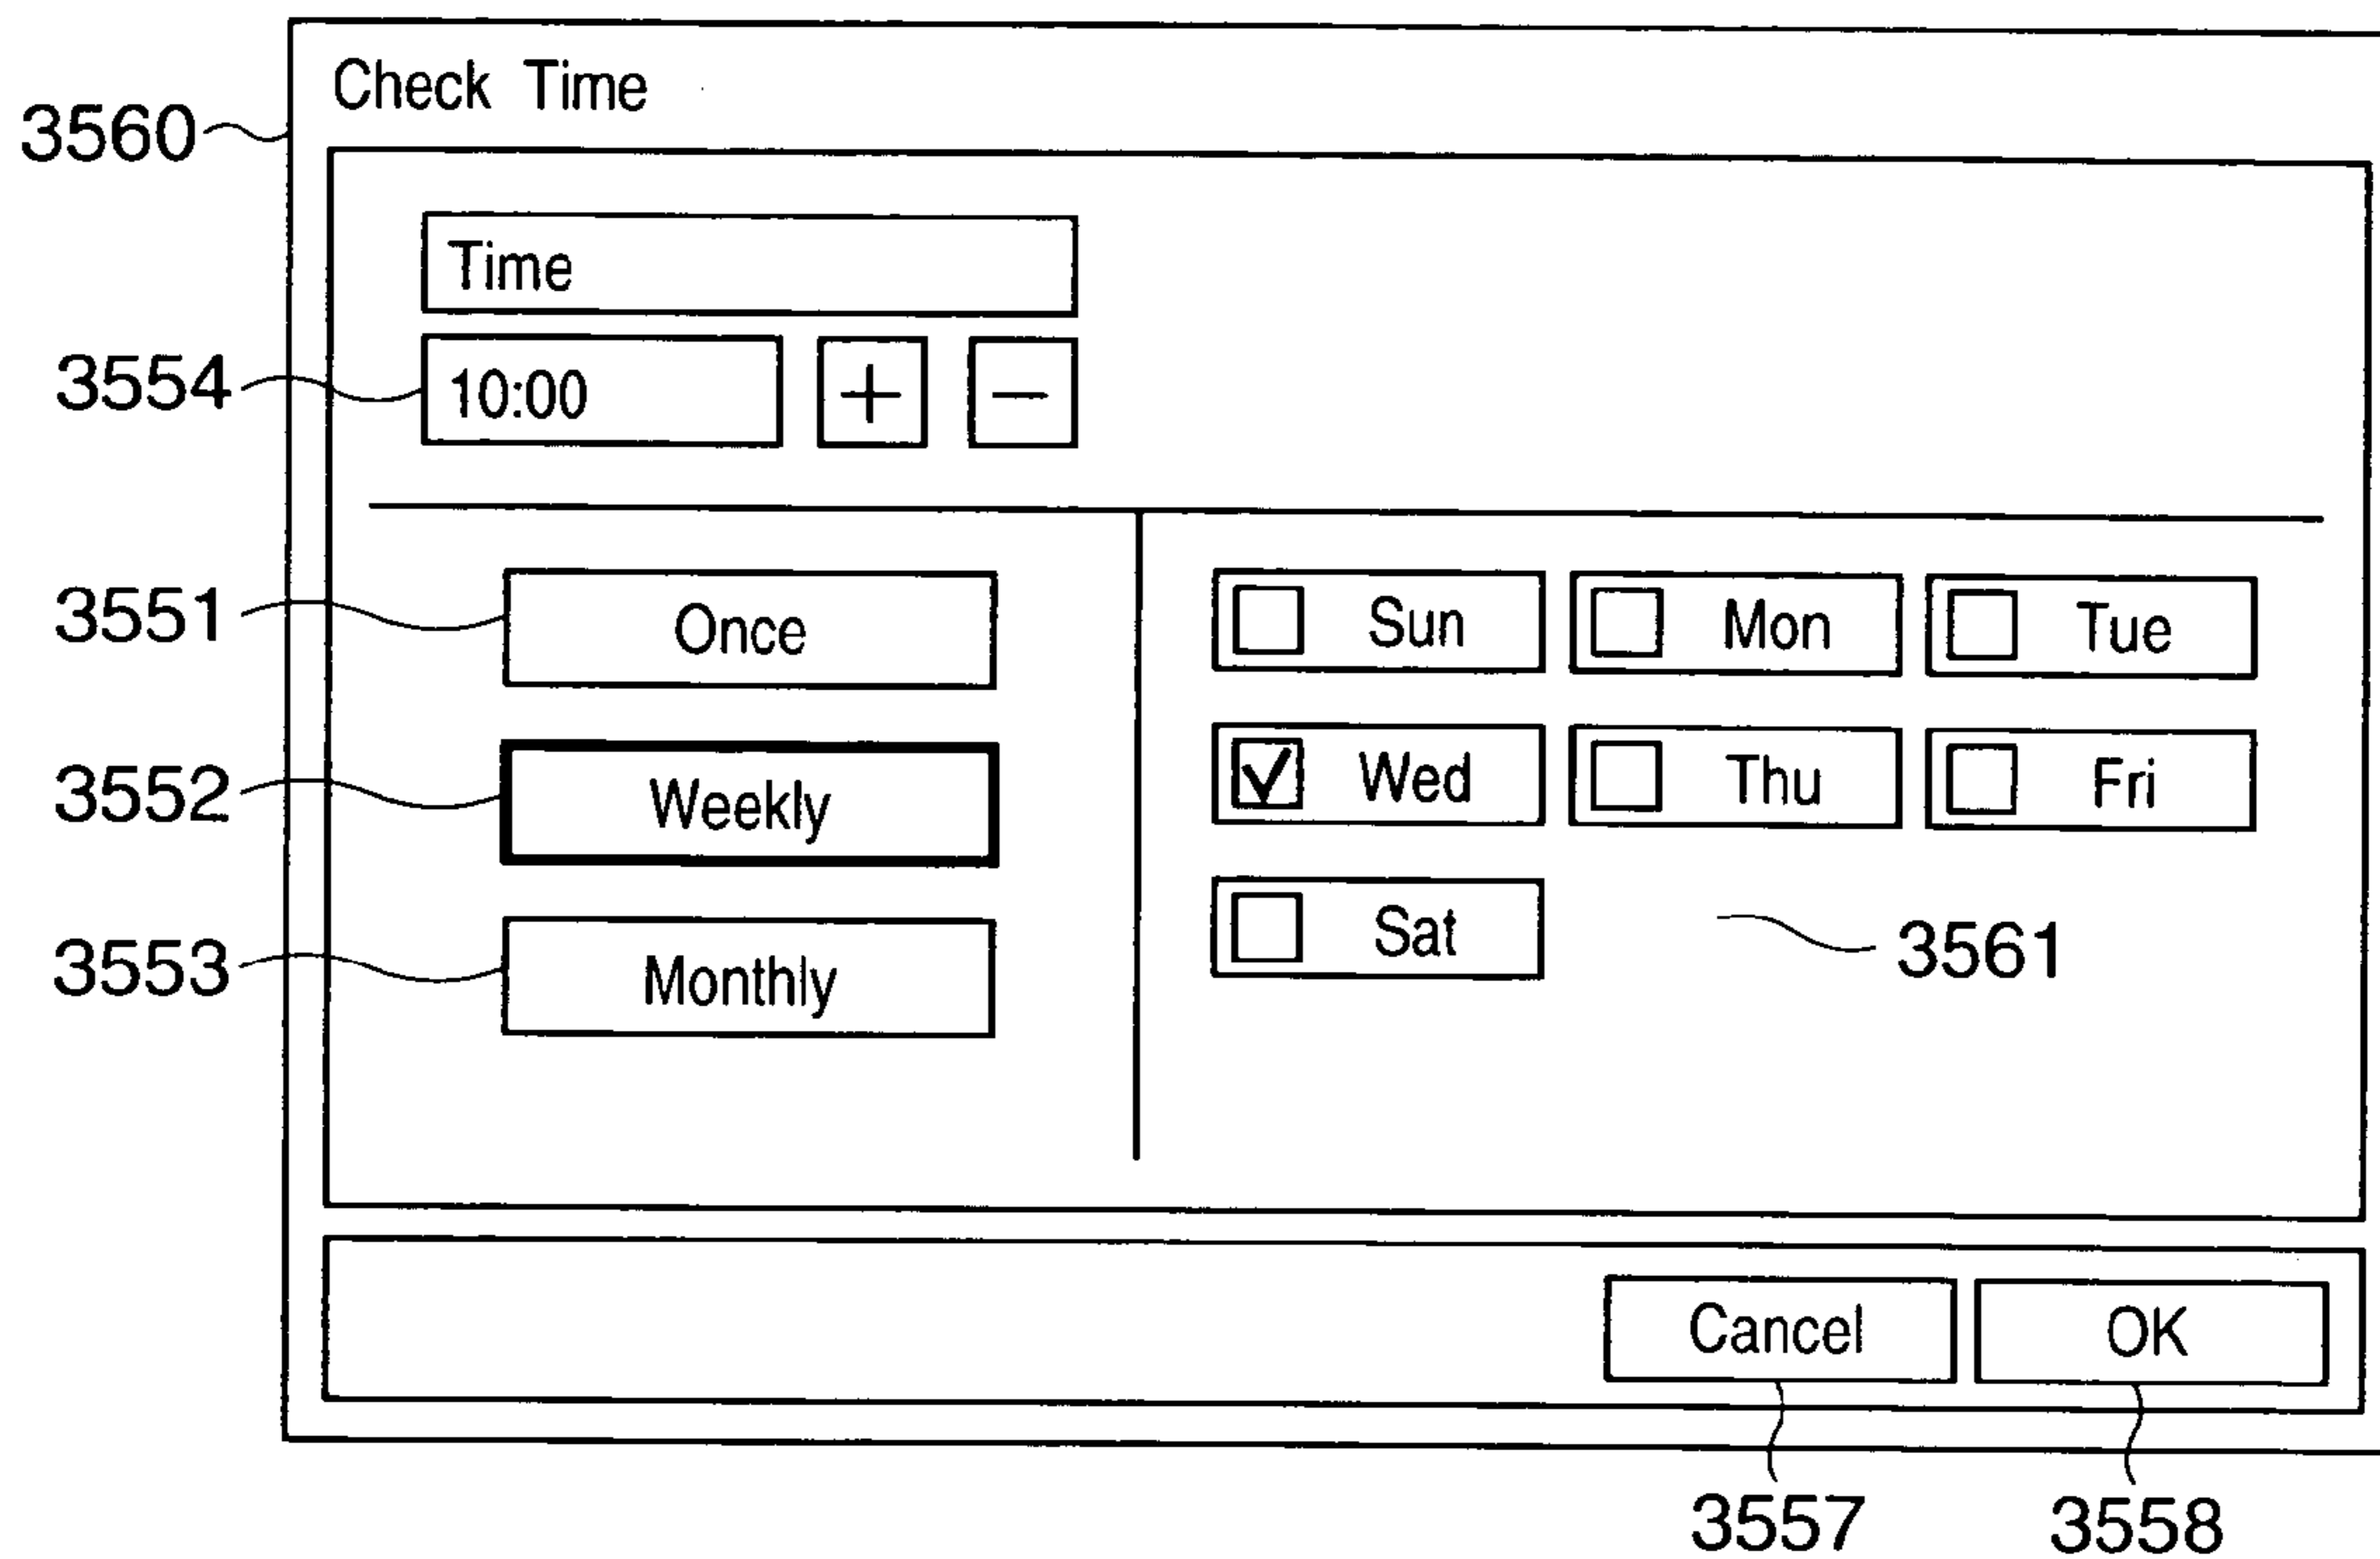 Check Time
3560
Time
3554
10:00 + −
3551
Once
Sun Mon Tue
3552
Weekly
Wed Thu Fri
3553
Monthly
Sat
3561
Cancel OK
3557 3558